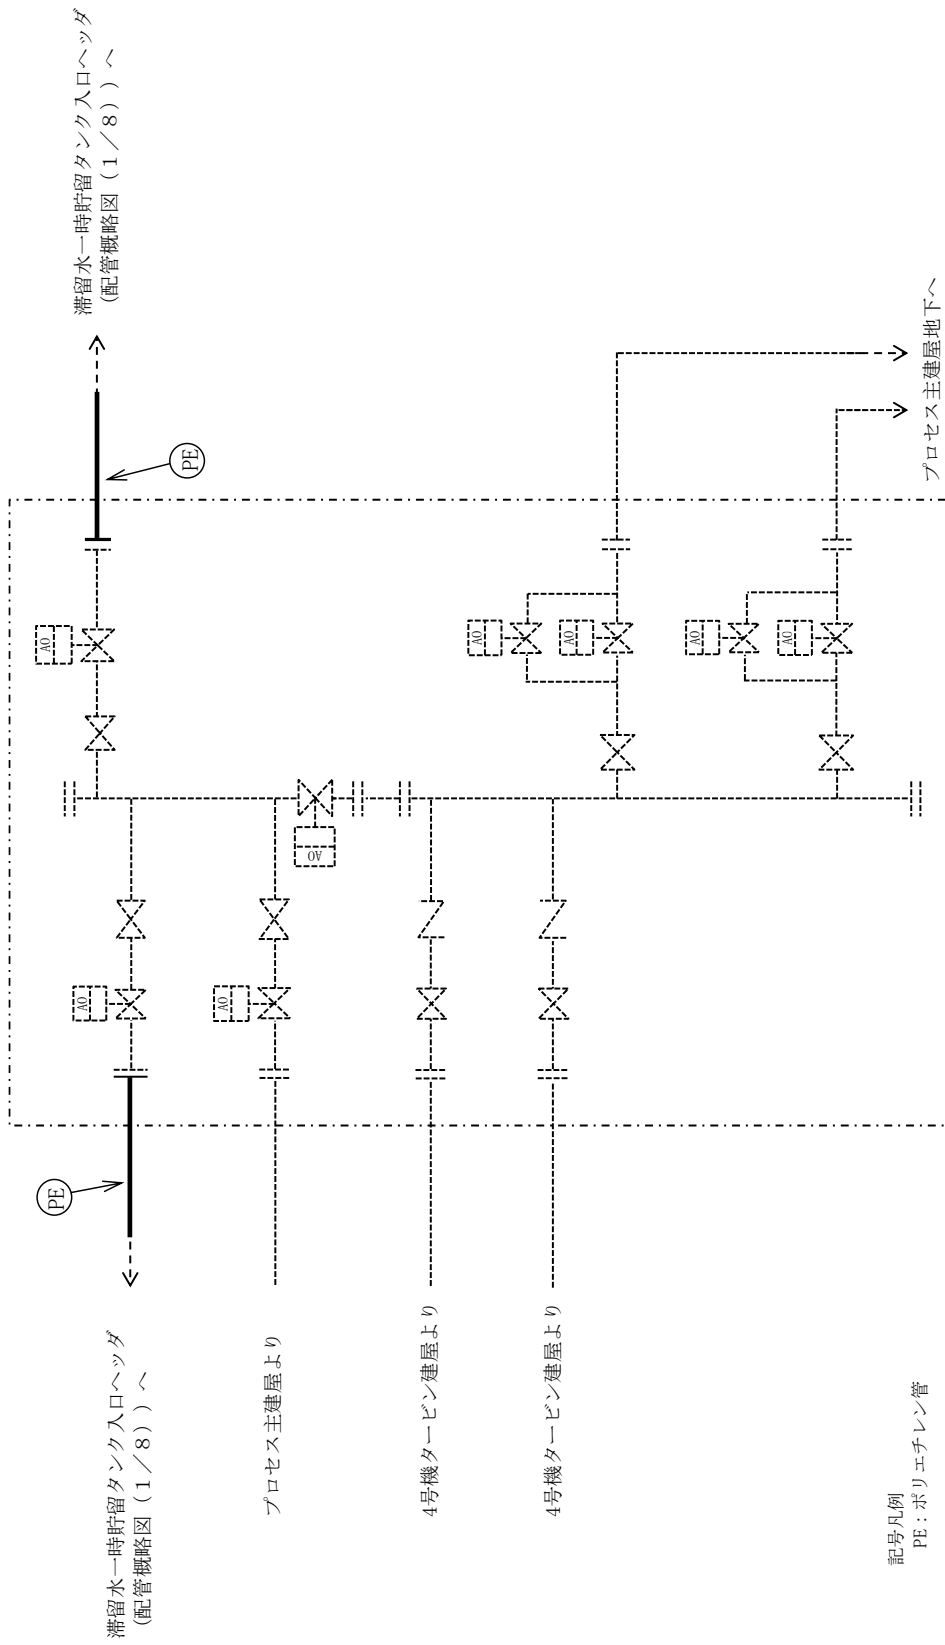 滞留水一時貯留タンク入口ヘッダ
(配管概略図(1/8))へ
PE
AO
AO
AO
AO
AO
プロセス主建屋地下へ
AO
AO
AO
PE
滞留水一時貯留タンク入口ヘッダ
(配管概略図(1/8))へ
プロセス主建屋より
4号機タービン建屋より
4号機タービン建屋より
記号凡例
PE:ポリエチレン管